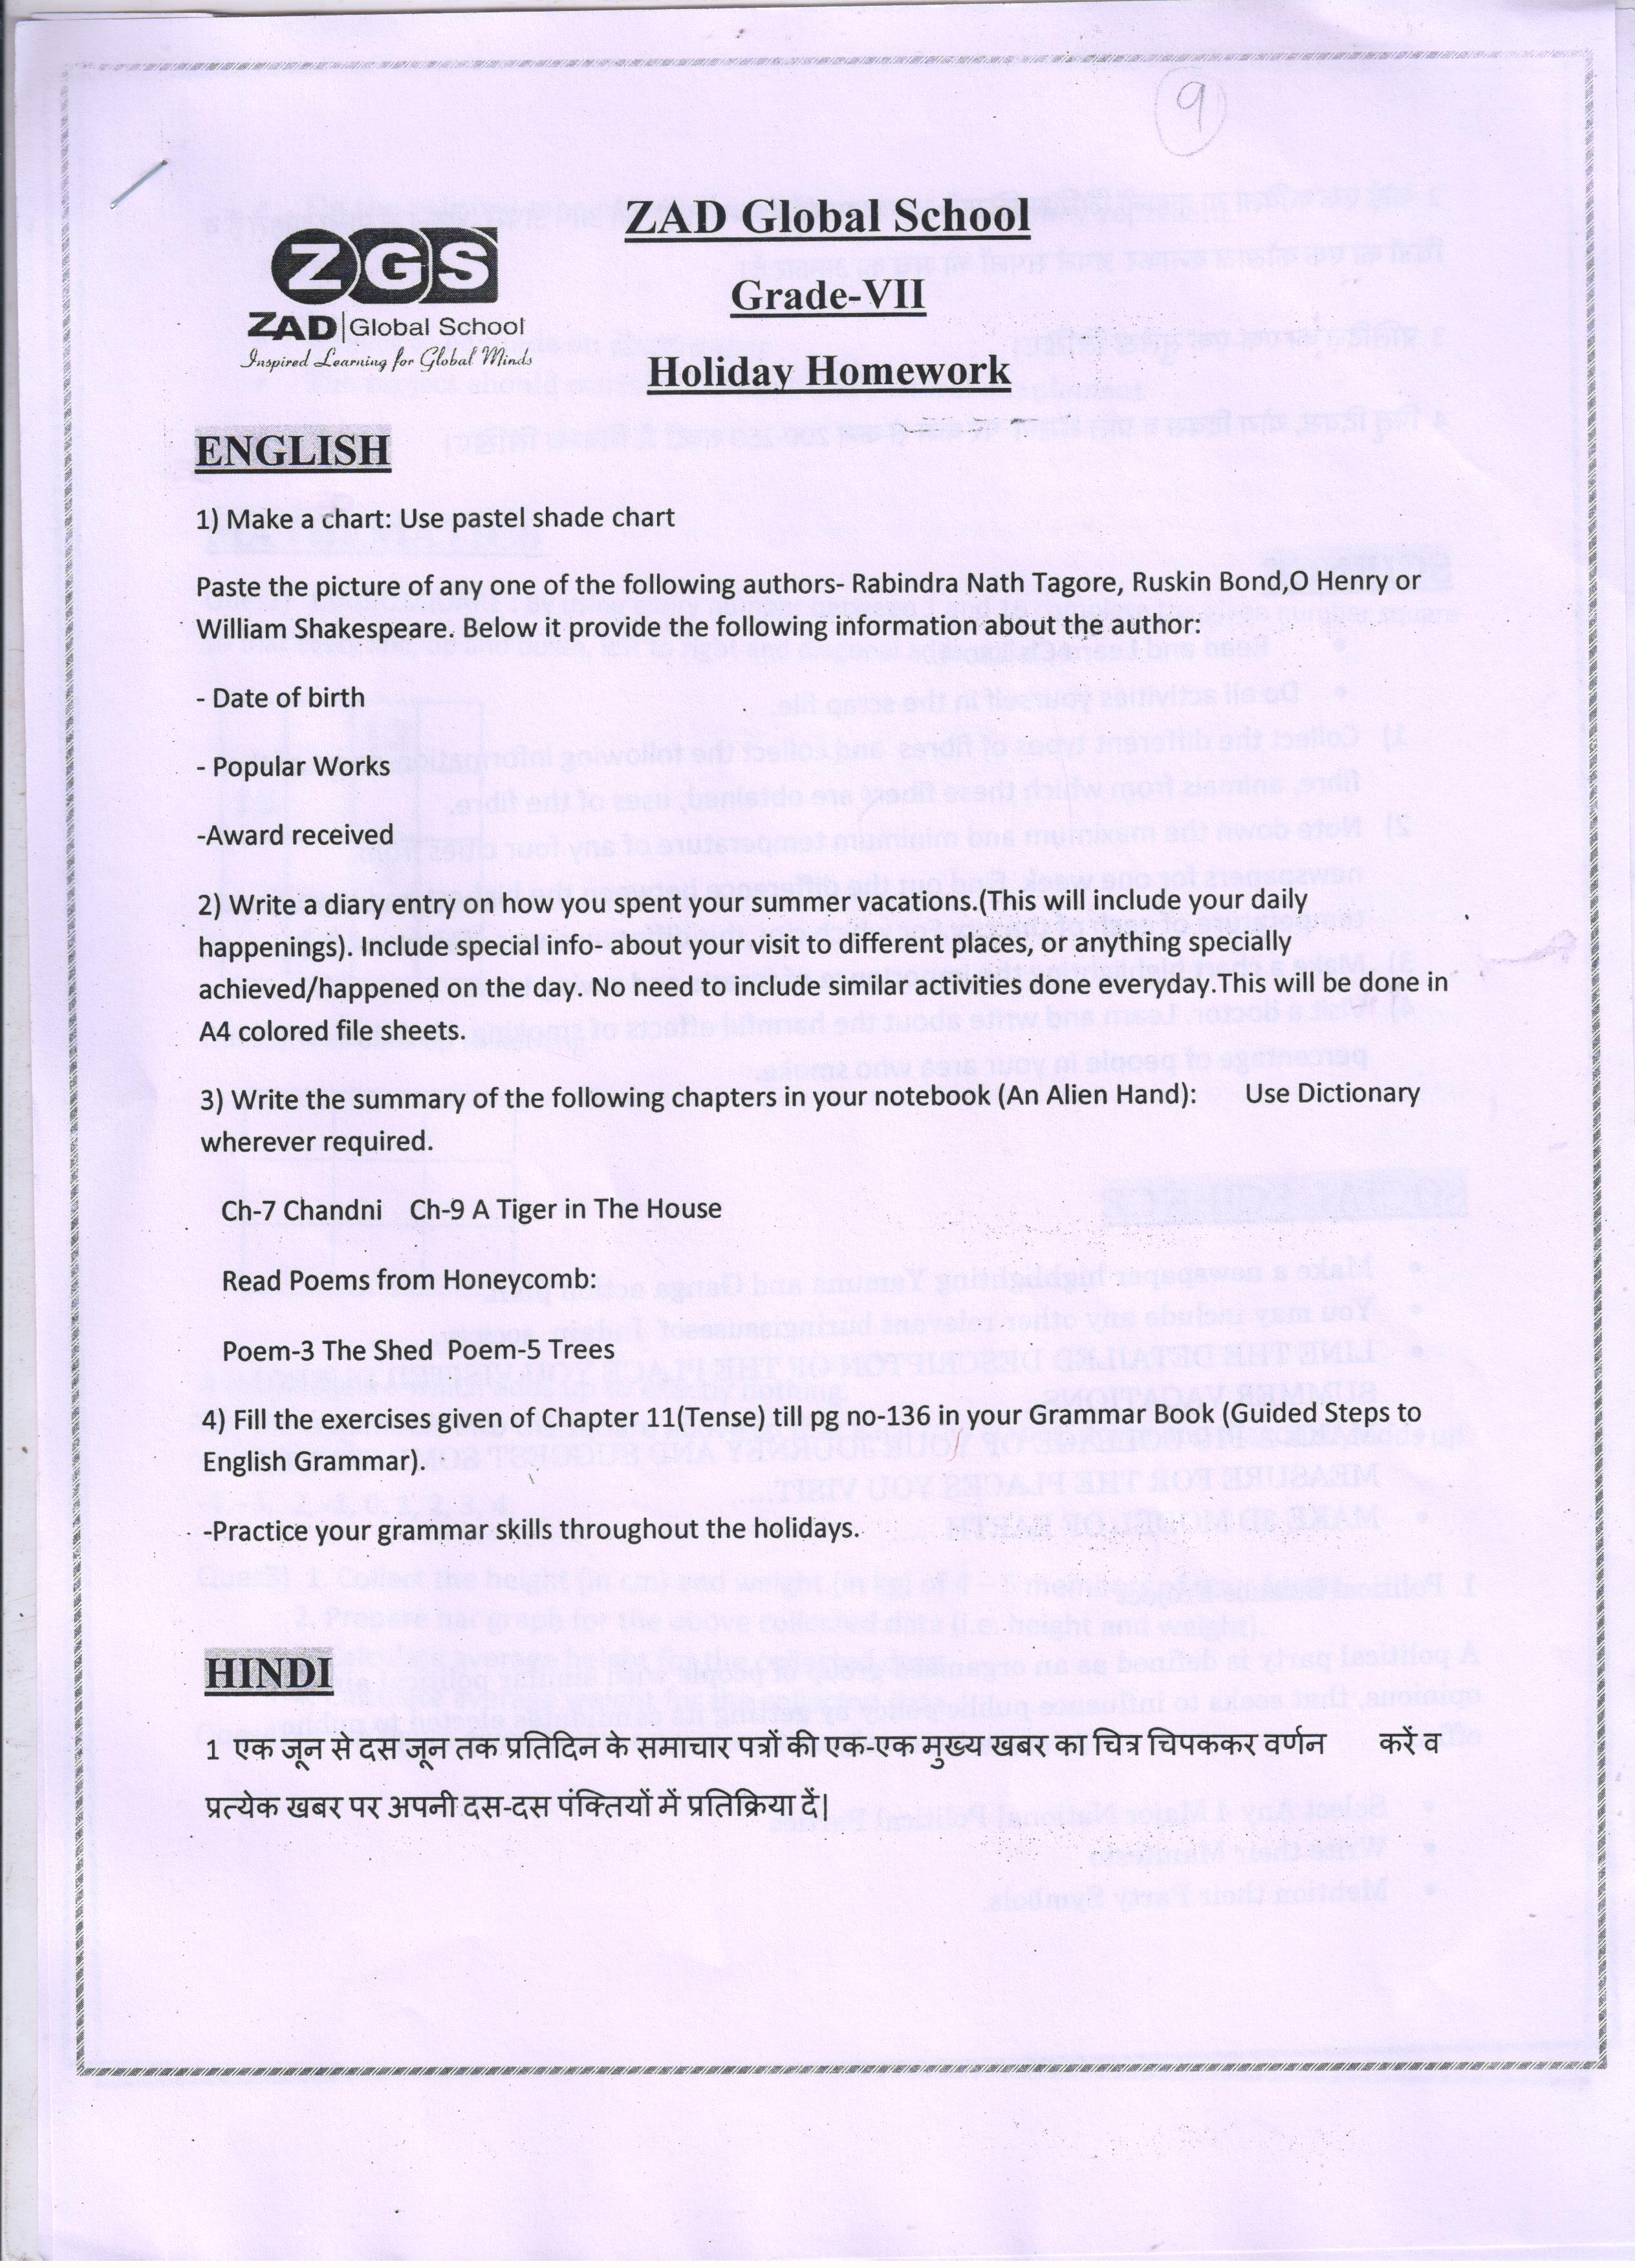 9
ZAD Global School
ZGS
Grade-VII
ZAD Global School
Inspired Learning for Global Minds
Holiday Homework
ENGLISH
1) Make a chart: Use pastel shade chart
Paste the picture of any one of the following authors- Rabindra Nath Tagore, Ruskin Bond,O Henry or
William Shakespeare. Below it provide the following information about the author:
- Date of birth
- Popular Works
-Award received
2) Write a diary entry on how you spent your summer vacations.(This will include your daily
happenings). Include special info- about your visit to different places, or anything specially
achieved/happened on the day. No need to include similar activities done everyday.This will be done in
A4 colored file sheets.
3) Write the summary of the following chapters in your notebook (An Alien Hand): Use Dictionary
wherever required.
Ch-7 Chandni Ch-9 A Tiger in The House
Read Poems from Honeycomb:
Poem-3 The Shed Poem-5 Trees
4) Fill the exercises given of Chapter 11(Tense) till pg no-136 in your Grammar Book (Guided Steps to
English Grammar).
-Practice your grammar skills throughout the holidays.
HINDI
1 एक जून से दस जून तक प्रतिदिन के समाचार पत्रों की एक-एक मुख्य खबर का चित्र चिपककर वर्णन करें व
प्रत्येक खबर पर अपनी दस-दस पंक्तियों में प्रतिक्रिया दें|